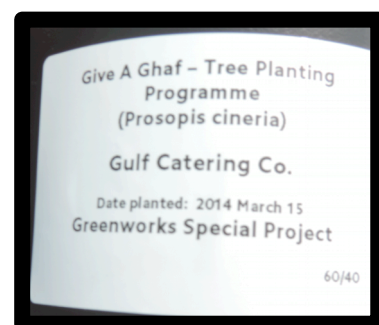 Give A Ghaf – Tree Planting
Programme
(Prosopis cineria)
Gulf Catering Co.
Date planted: 2014 March 15
Greenworks Special Project
60/40